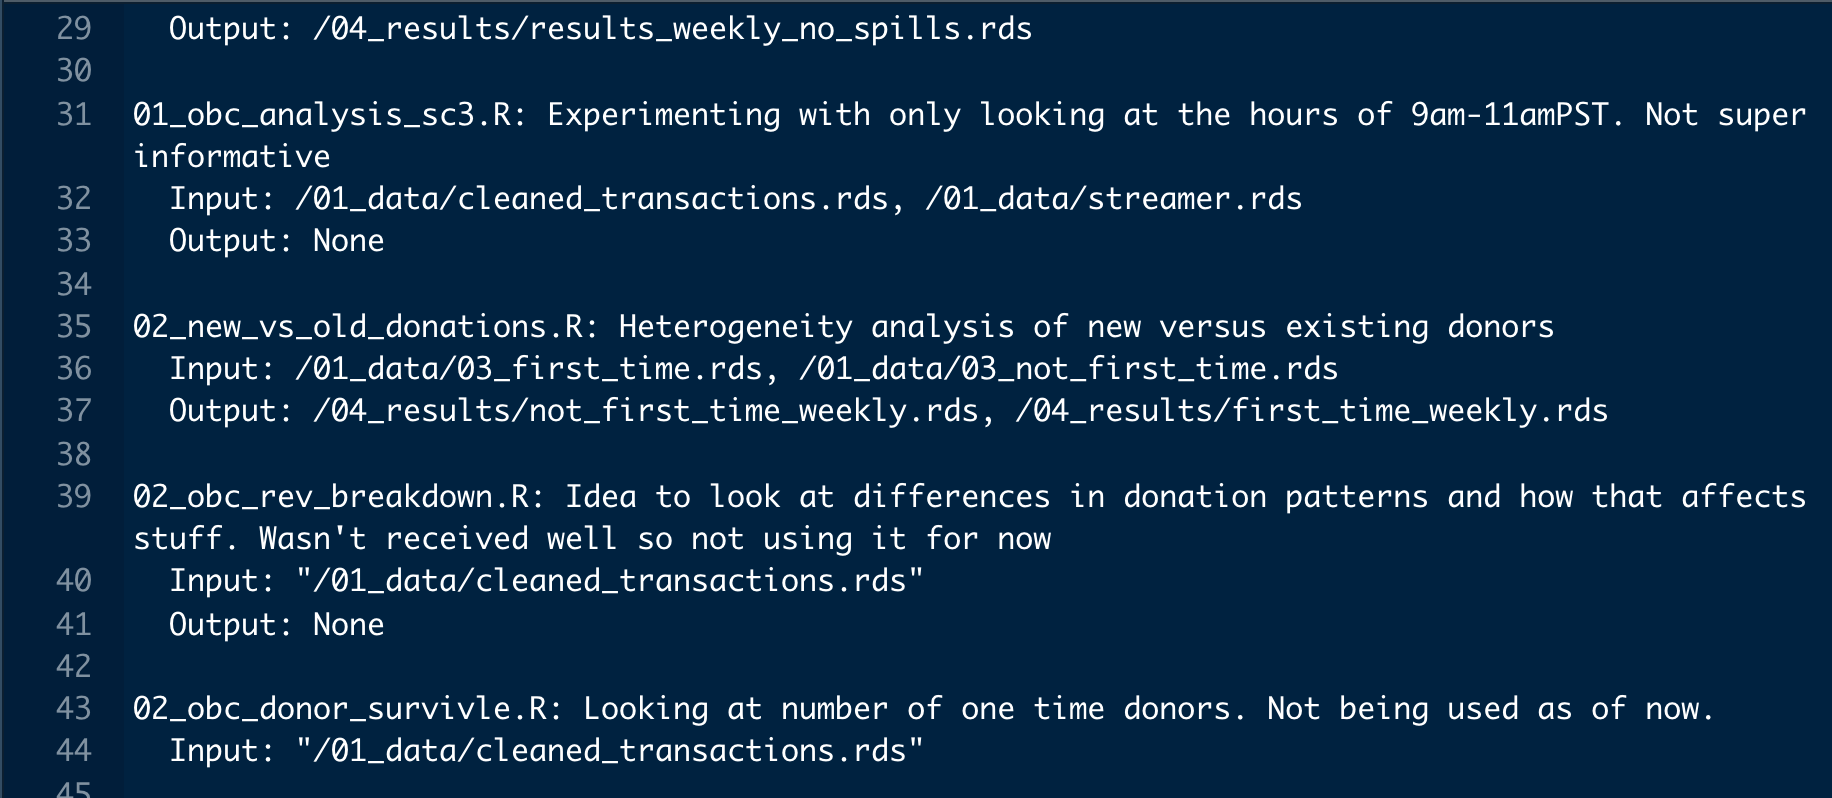 29 Output: /04_results/results_weekly_no_spills.rds
30
31 01_obc_analysis_sc3.R: Experimenting with only looking at the hours of 9am-11amPST. Not super
informative
32 Input: /01_data/cleaned_transactions.rds, /01_data/streamer.rds
33 Output: None
34
35 02_new_vs_old_donations.R: Heterogeneity analysis of new versus existing donors
36 Input: /01_data/03_first_time.rds, /01_data/03_not_first_time.rds
37 Output: /04_results/not_first_time_weekly.rds, /04_results/first_time_weekly.rds
38
39 02_obc_rev_breakdown.R: Idea to look at differences in donation patterns and how that affects
stuff. Wasn't received well so not using it for now
40 Input: "/01_data/cleaned_transactions.rds"
41 Output: None
42
43 02_obc_donor_survivle.R: Looking at number of one time donors. Not being used as of now.
44 Input: "/01_data/cleaned_transactions.rds"
45